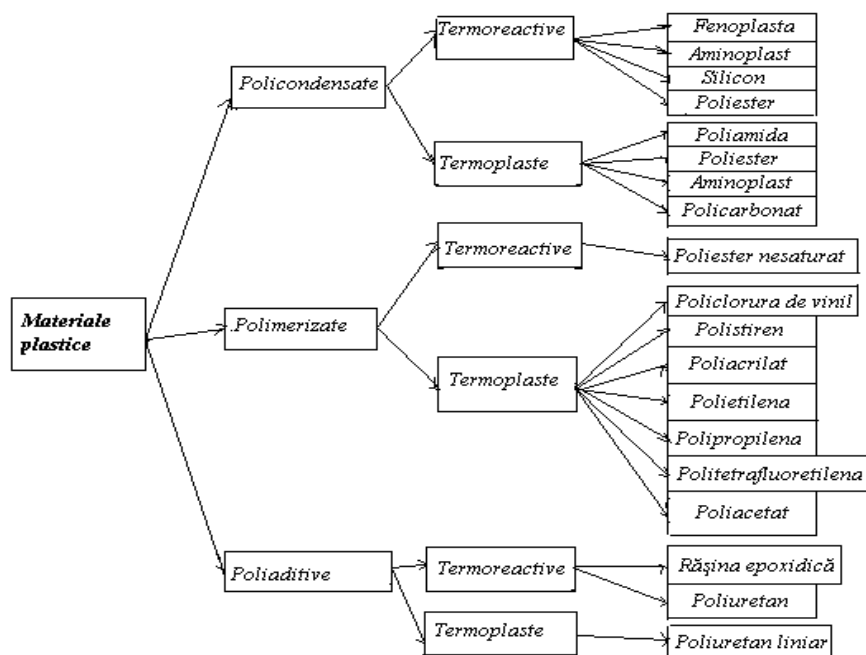 Materiale
plastice
Policondensate
Termoreactive
Fenoplasta
Aminoplast
Silicon
Poliester
Termoplaste
Poliamida
Poliester
Aminoplast
Policarbonat
.Polimerizate
Termoreactive
Poliester nesaturat
Termoplaste
Policlorura de vinil
Polistiren
Poliacrilat
Polietilena
Polipropilena
Politetrafluoretilena
Poliacetat
Poliaditive
Termoreactive
Răşina epoxidică
Poliuretan
Termoplaste
Poliuretan liniar